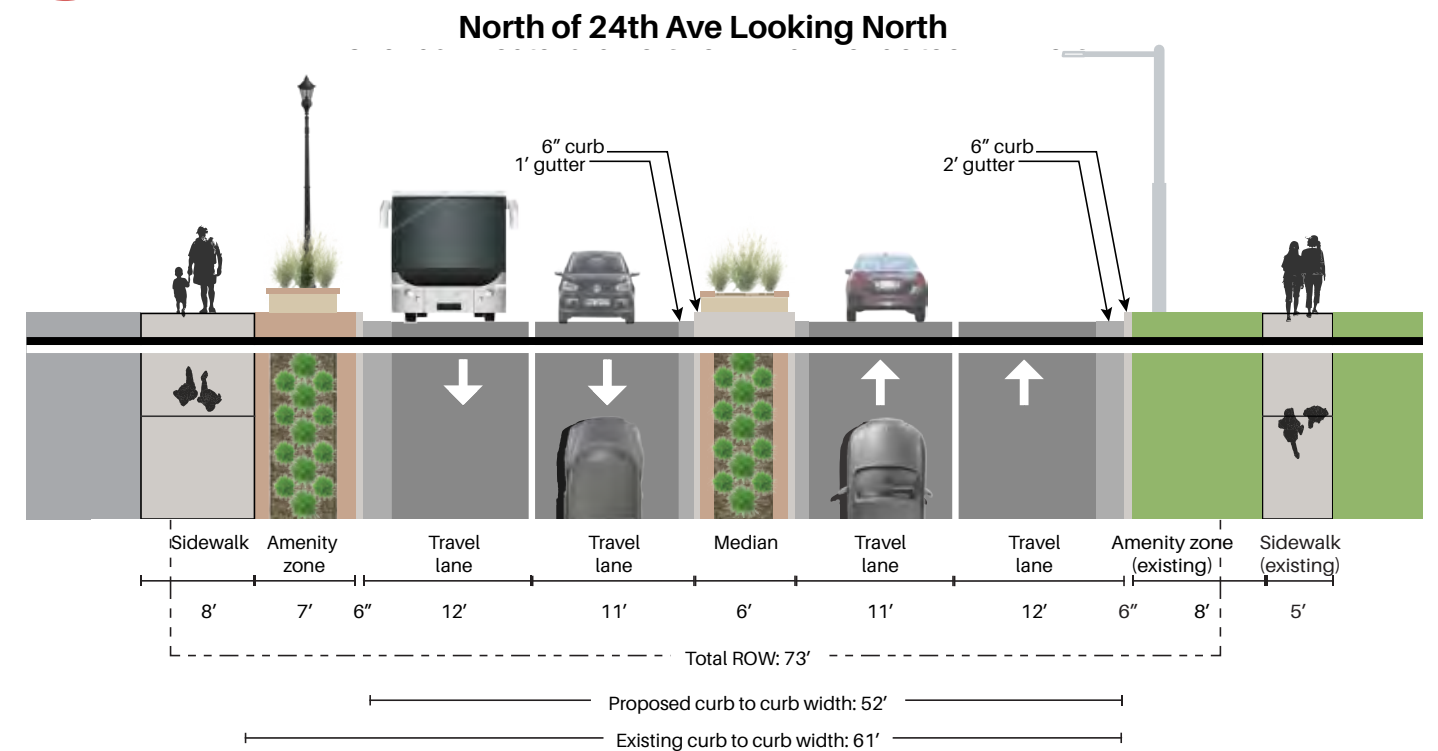 North of 24th Ave Looking North
6” curb
1’ gutter
6” curb
2’ gutter
Sidewalk
Amenity
zone
Travel
lane
Travel
lane
Median
Travel
lane
Travel
lane
Amenity zone
(existing)
Sidewalk
(existing)
8’
7’
6”
12’
11’
6’
11’
12’
6”
8’
5’
Total ROW: 73’
Proposed curb to curb width: 52’
Existing curb to curb width: 61’